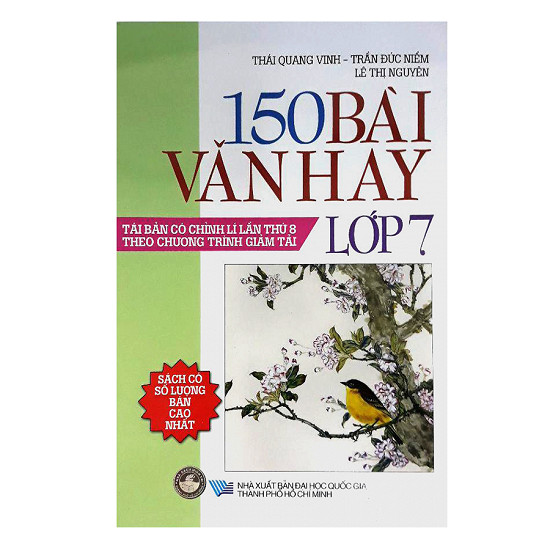 THÁI QUANG VINH - TRẦN ĐỨC NIỀM
LÊ THỊ NGUYÊN
150 BÀI
VĂN HAY
LỚP 7
TÁI BẢN CÓ CHỈNH LÍ LẦN THỨ 8
THEO CHƯƠNG TRÌNH GIẢM TẢI
SÁCH CÓ
SỐ LƯỢNG
BÁN
CAO
NHẤT
NHÀ XUẤT BẢN ĐẠI HỌC QUỐC GIA
THÀNH PHỐ HỒ CHÍ MINH